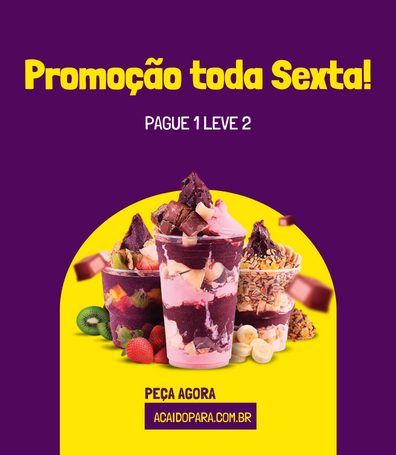 Promoção toda Sexta!
PAGUE 1 LEVE 2
PEÇA AGORA
ACAIDOPARA.COM.BR